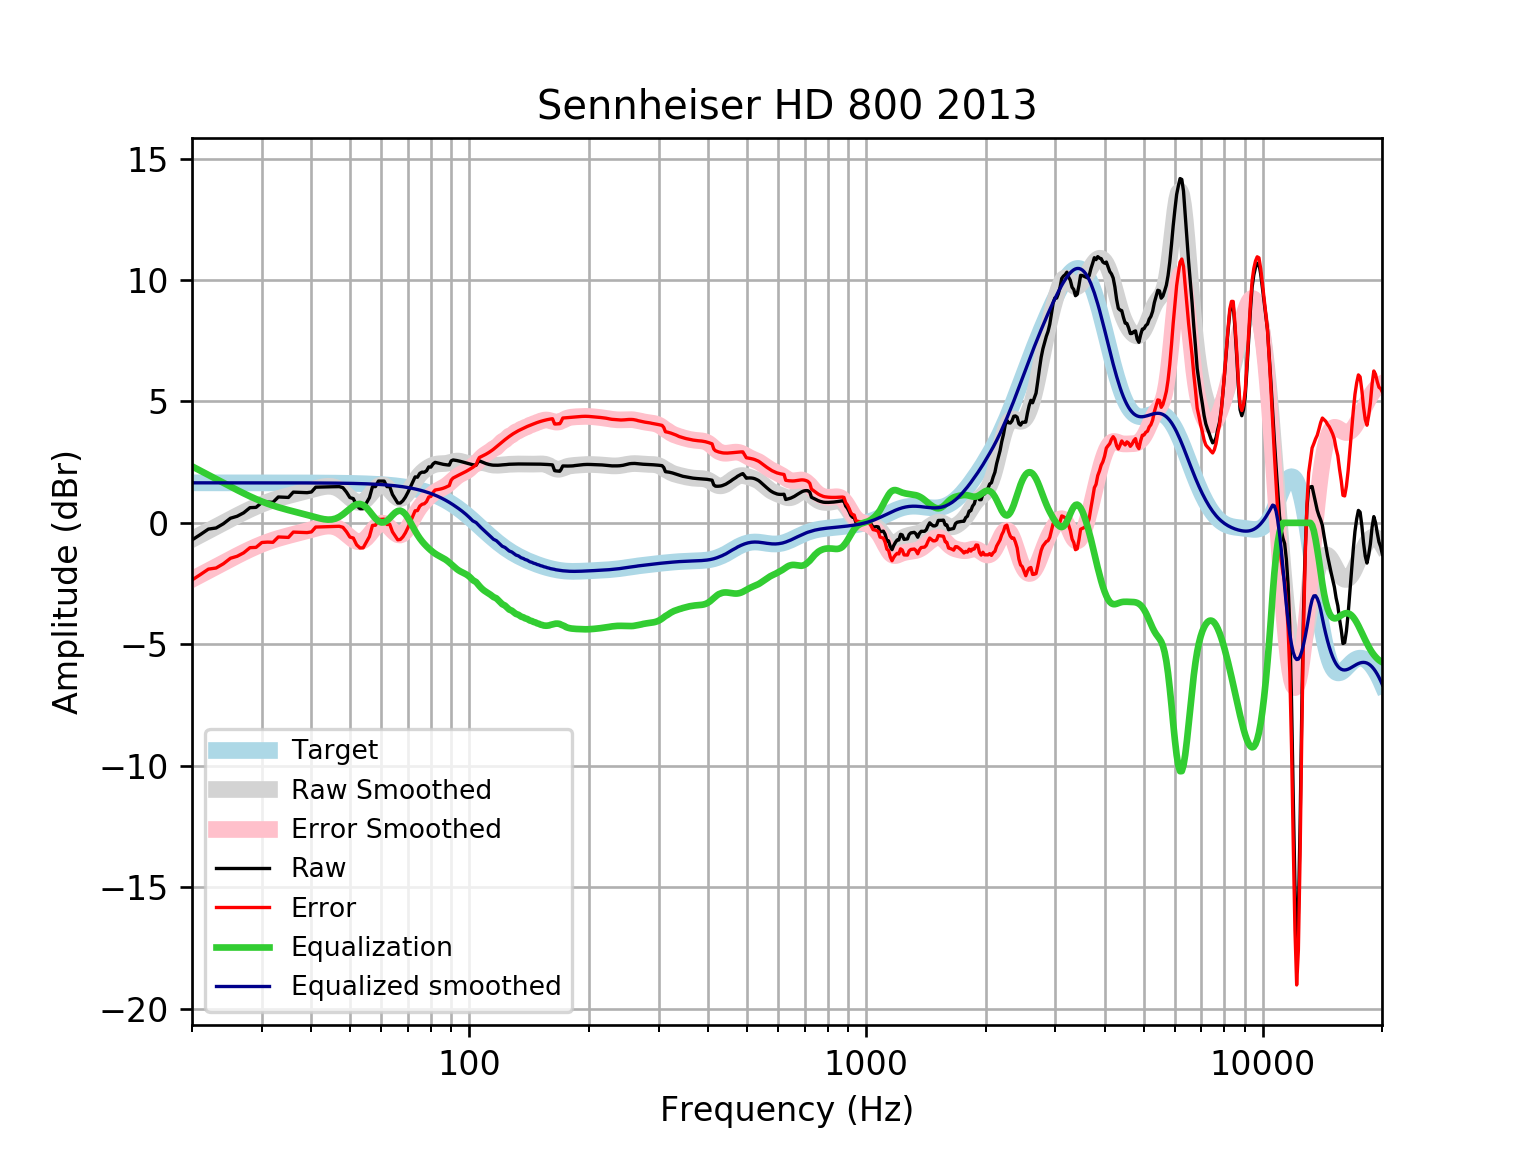 Sennheiser HD 800 2013
15
10
5
0
−5
−10
−15
−20
Amplitude (dBr)
Target
Raw Smoothed
Error Smoothed
Raw
Error
Equalization
Equalized smoothed
100
1000
10000
Frequency (Hz)